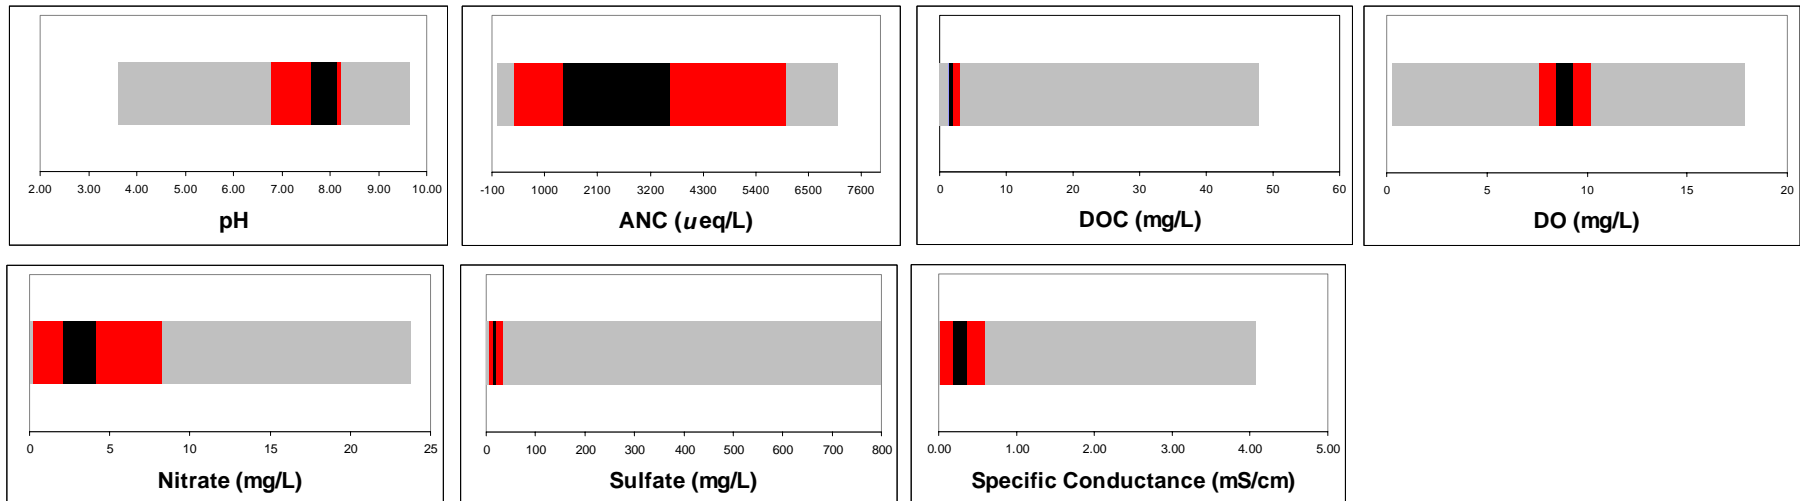 2.00 3.00 4.00 5.00 6.00 7.00 8.00 9.00 10.00
pH
-100 1000 2100 3200 4300 5400 6500 7600
ANC (ueq/L)
0 10 20 30 40 50 60
DOC (mg/L)
0 5 10 15 20
DO (mg/L)
0 5 10 15 20 25
Nitrate (mg/L)
0 100 200 300 400 500 600 700 800
Sulfate (mg/L)
0.00 1.00 2.00 3.00 4.00 5.00
Specific Conductance (mS/cm)